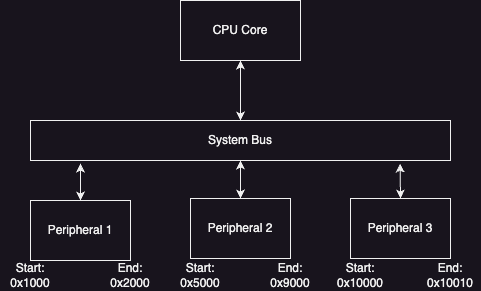 CPU Core
System Bus
Peripheral 1
Peripheral 2
Peripheral 3
Start:
0x1000
End:
0x2000
Start:
0x5000
End:
0x9000
Start:
0x10000
End:
0x10010